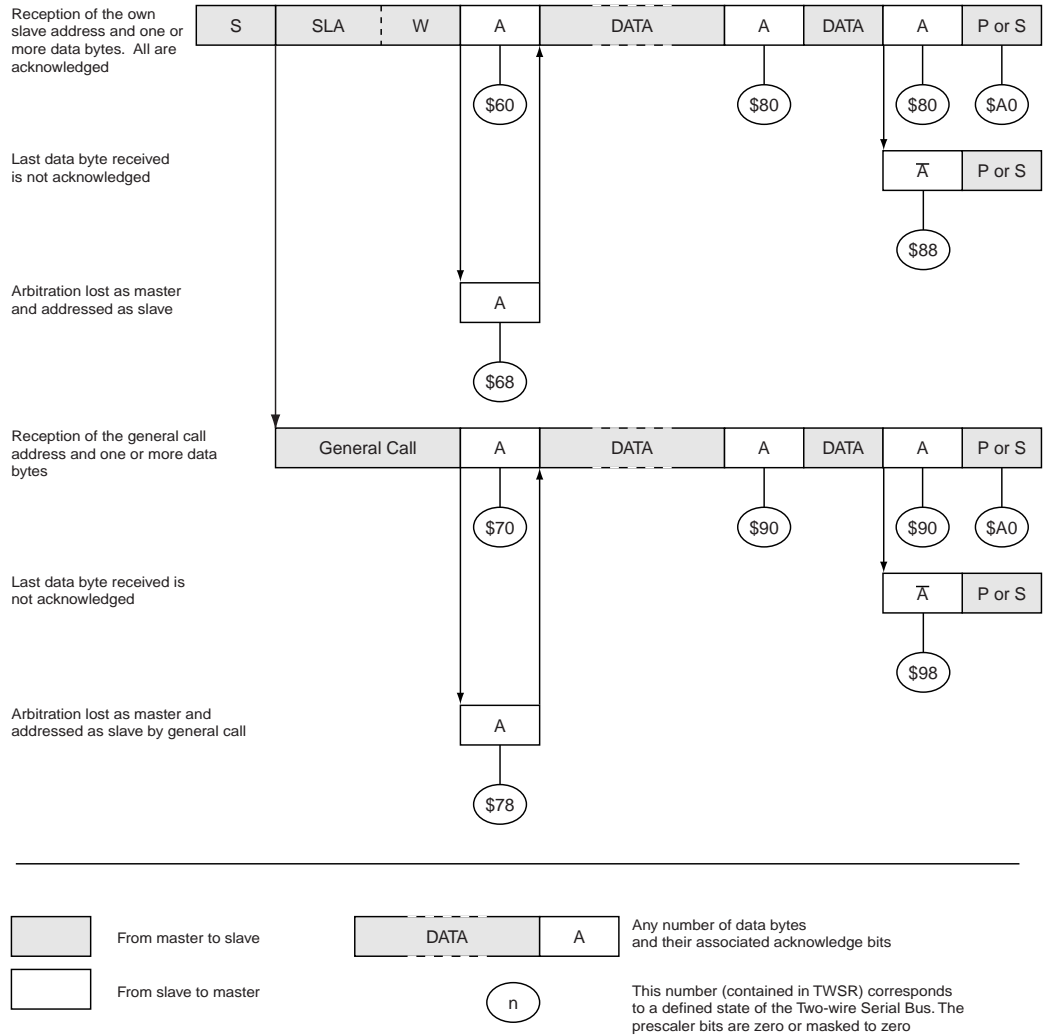 Reception of the own
slave address and one or
more data bytes. All are
acknowledged
S SLA W A DATA A DATA A P or S
$60 $80 $80 $A0
Last data byte received
is not acknowledged
A̅ P or S
$88
Arbitration lost as master
and addressed as slave
A
$68
Reception of the general call
address and one or more data
bytes
General Call A DATA A DATA A P or S
$70 $90 $90 $A0
Last data byte received is
not acknowledged
A̅ P or S
$98
Arbitration lost as master and
addressed as slave by general call
A
$78
From master to slave
DATA A
Any number of data bytes
and their associated acknowledge bits
From slave to master
n
This number (contained in TWSR) corresponds
to a defined state of the Two-wire Serial Bus. The
prescaler bits are zero or masked to zero